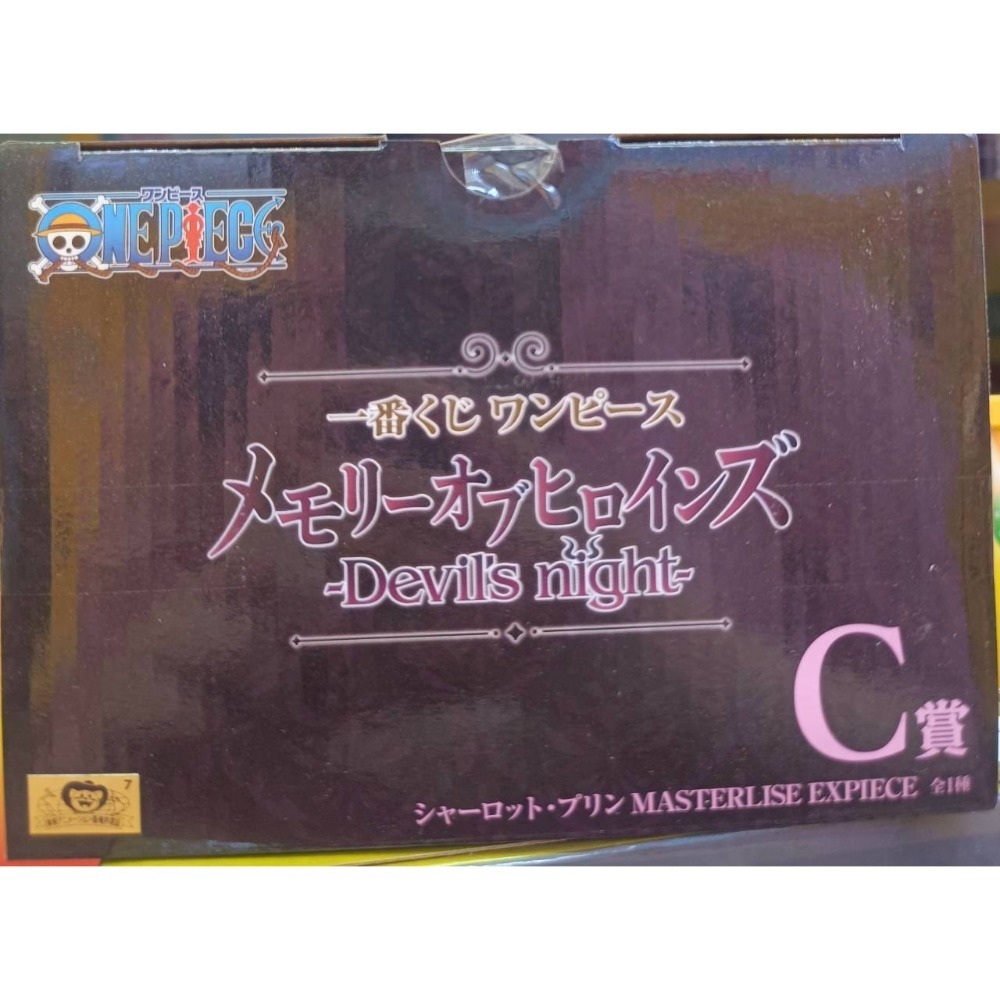 ワンピース
ONE PIECE
一番くじ ワンピース
メモリーオブヒロインズ
-Devil's night-
C賞
シャーロット・プリン MASTERLISE EXPIECE 全1種
7